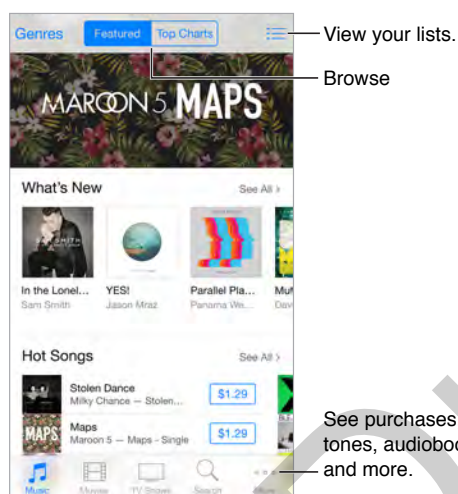 Genres
Featured
Top Charts
View your lists.
Browse
MAROON 5 MAPS
What's New
See All >
In the Lonel...
Sam Smith
YES!
Jason Mraz
Parallel Pla...
Panama We...
Hot Songs
See All >
Stolen Dance
Milky Chance — Stolen...
$1.29
MAPS
Maps
Maroon 5 — Maps - Single
$1.29
See purchases
and more.
Music
Movies
TV Shows
Search
More